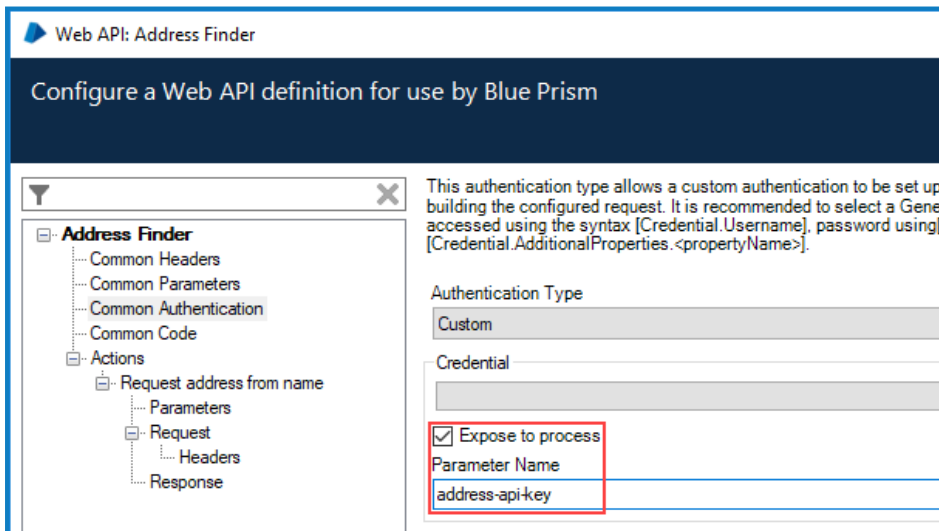 Web API: Address Finder
Configure a Web API definition for use by Blue Prism
Address Finder
Common Headers
Common Parameters
Common Authentication
Common Code
Actions
Request address from name
Parameters
Request
Headers
Response
This authentication type allows a custom authentication to be set up
building the configured request. It is recommended to select a Gene
accessed using the syntax [Credential.Username], password using[
[Credential.AdditionalProperties.<propertyName>].
Authentication Type
Custom
Credential
Expose to process
Parameter Name
address-api-key